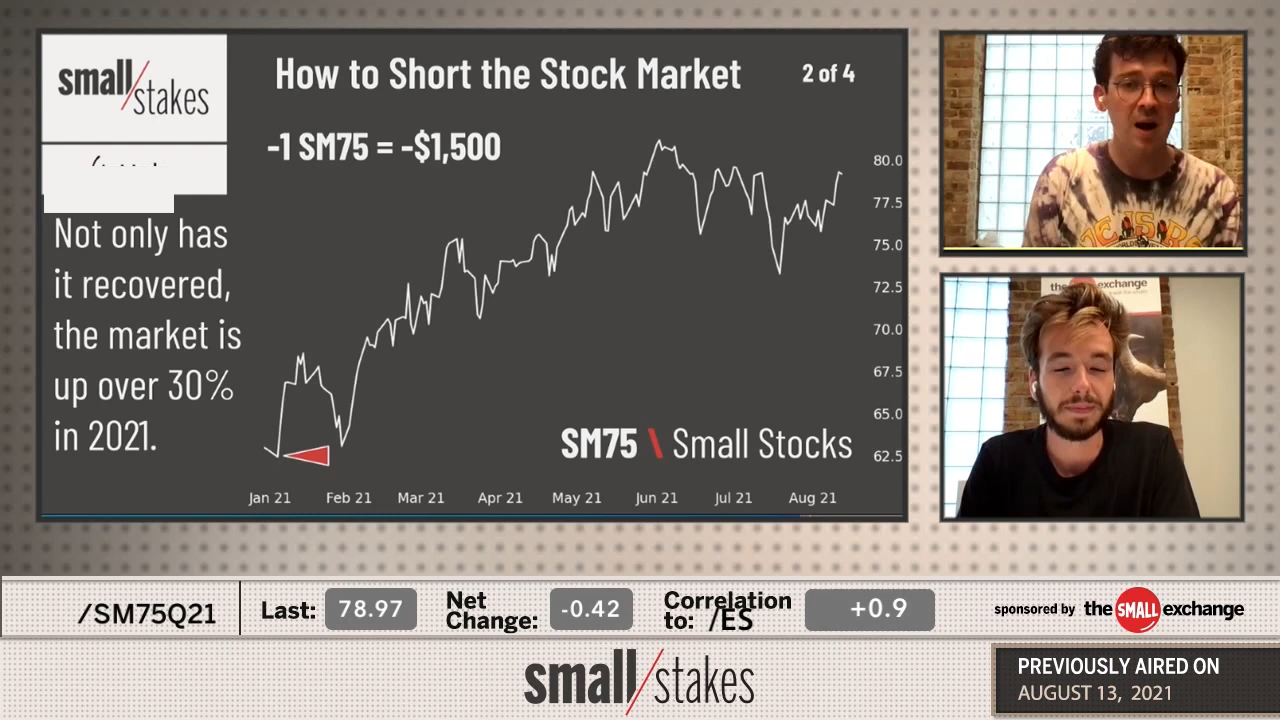 small/stakes
How to Short the Stock Market
2 of 4
-1 SM75 = -$1,500
Not only has
it recovered,
the market is
up over 30%
in 2021.
80.0
77.5
75.0
72.5
70.0
67.5
65.0
62.5
SM75 \ Small Stocks
Jan 21 Feb 21 Mar 21 Apr 21 May 21 Jun 21 Jul 21 Aug 21
the exchange
/SM75Q21
Last: 78.97
Net
Change: -0.42
Correlation
to: /ES +0.9
sponsored by the SMALL exchange
small/stakes
PREVIOUSLY AIRED ON
AUGUST 13, 2021